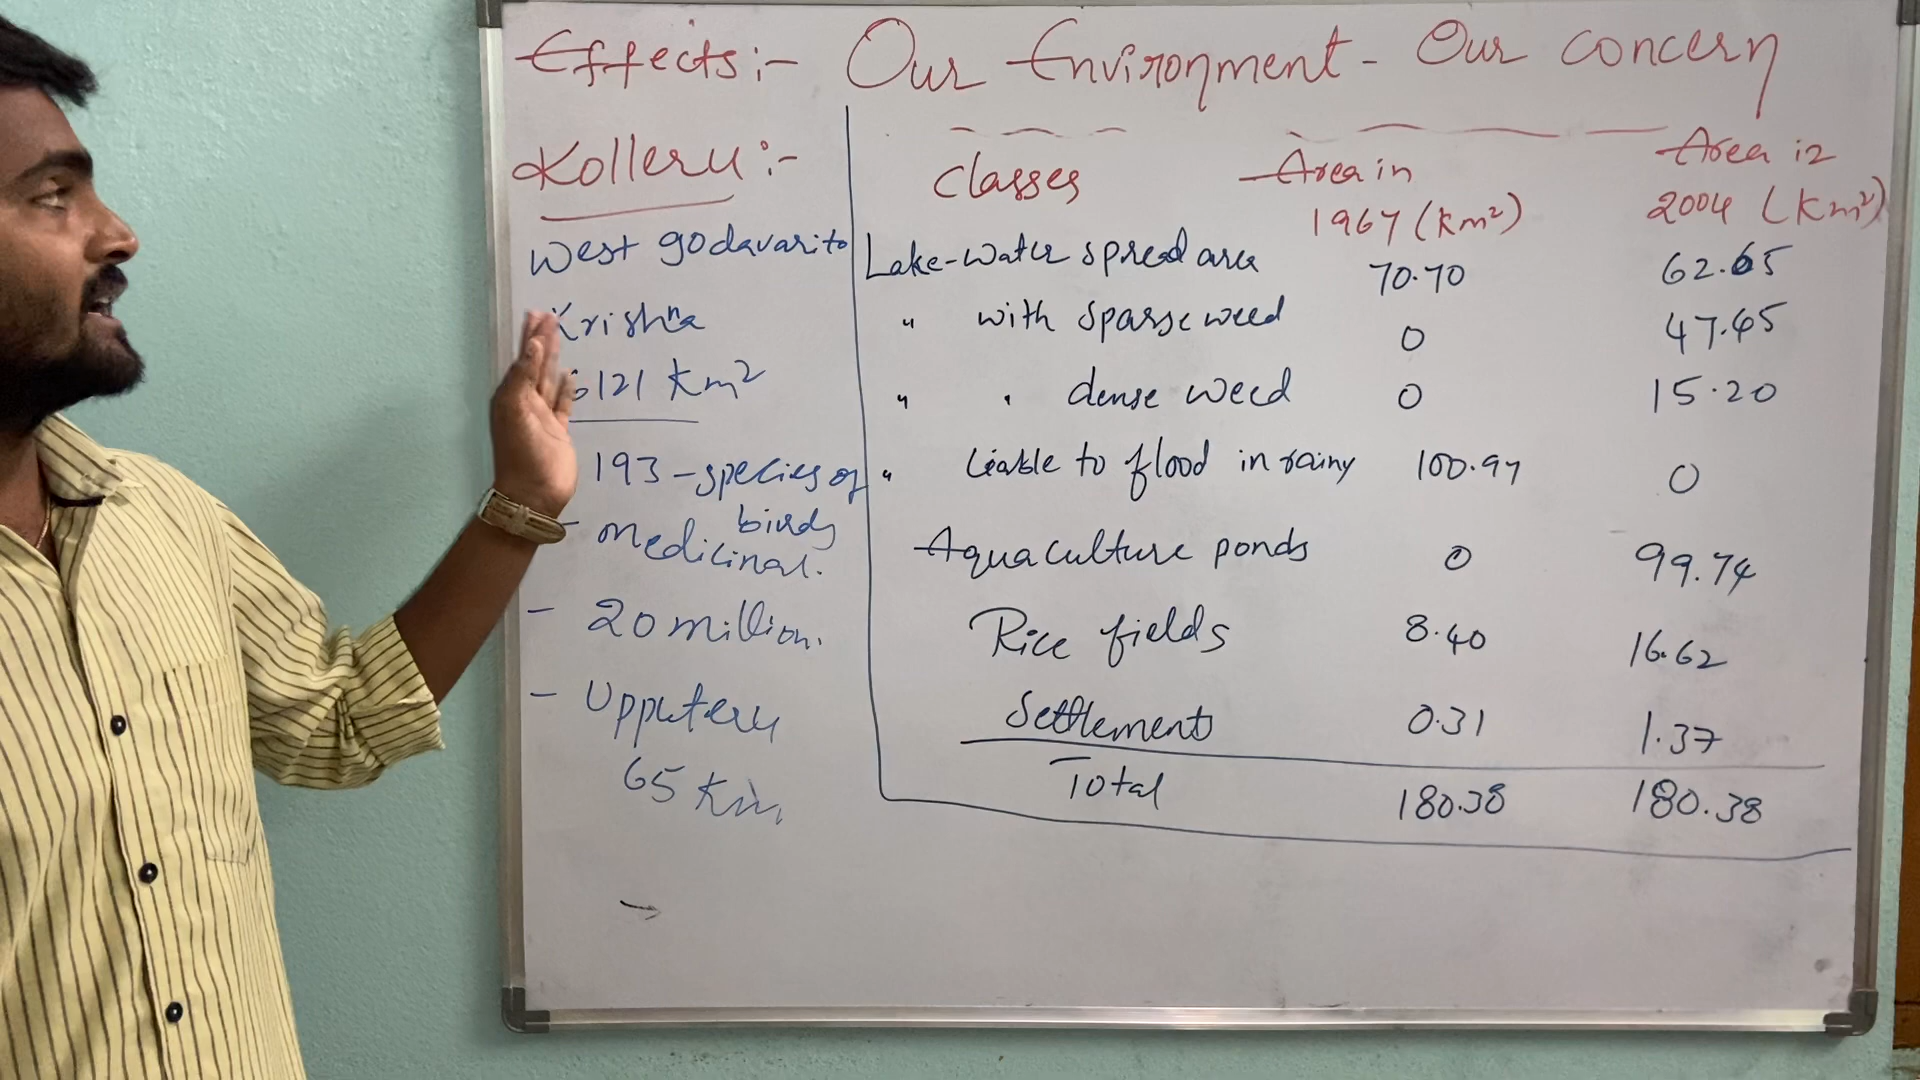 Effects:- Our Environment - Our concern
Kolleru:-
West godavari to
Krishna
6121 Km²
193 - species of
birds
- medicinal.
- 20 million.
- Upputeru
65 Km
Classes Area in 1967 (km²) Area in 2004 (Km²)
Lake-Water spread area 70.70 62.65
" with sparse weed 0 47.45
" " dense weed 0 15.20
" Liable to flood in rainy 100.97 0
Aquaculture ponds 0 99.74
Rice fields 8.40 16.62
Settlements 0.31 1.37
Total 180.38 180.38